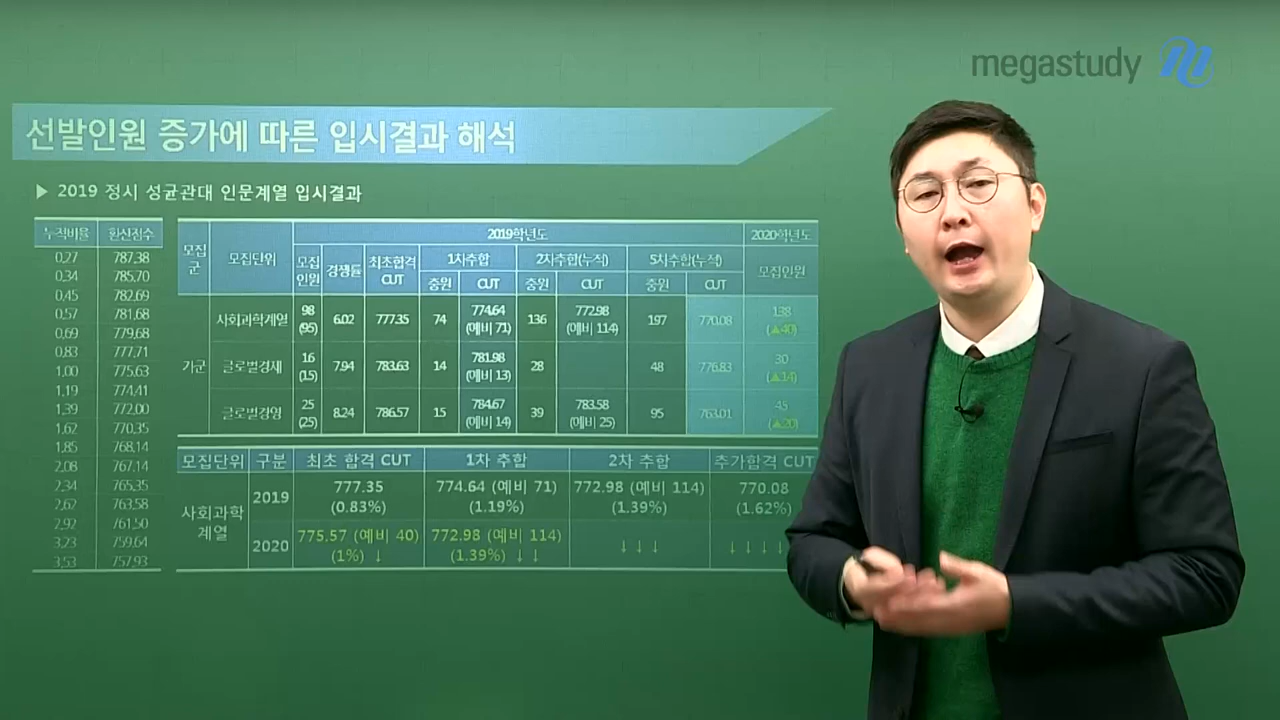 megastudy
선발인원 증가에 따른 입시결과 해석
▶ 2019 정시 성균관대 인문계열 입시결과
누적비율 환산점수
0.27 787.38
0.34 785.70
0.45 782.69
0.57 781.68
0.69 779.68
0.83 777.71
1.00 775.63
1.19 774.41
1.39 772.00
1.62 770.35
1.85 768.14
2.08 767.14
2.34 765.35
2.62 763.58
2.92 761.50
3.23 759.64
3.53 757.93
모집군 모집단위 2019학년도 2020학년도
모집인원 경쟁률 최초합격 CUT 1차추합 2차추합(누적) 5차추합(누적) 모집인원
충원 CUT 충원 CUT 충원 CUT
가군 사회과학계열 98 (95) 6.02 777.35 74 774.64 (예비 71) 136 772.98 (예비 114) 197 770.08 138 (▲40)
글로벌경제 16 (15) 7.94 783.63 14 781.98 (예비 13) 28 48 776.83 30 (▲14)
글로벌경영 25 (25) 8.24 786.57 15 784.67 (예비 14) 39 783.58 (예비 25) 95 763.01 45 (▲20)
모집단위 구분 최초 합격 CUT 1차 추합 2차 추합 추가합격 CUT
사회과학계열 2019 777.35 (0.83%) 774.64 (예비 71) (1.19%) 772.98 (예비 114) (1.39%) 770.08 (1.62%)
2020 775.57 (예비 40) (1%) ↓ 772.98 (예비 114) (1.39%) ↓ ↓ ↓ ↓ ↓ ↓ ↓ ↓ ↓